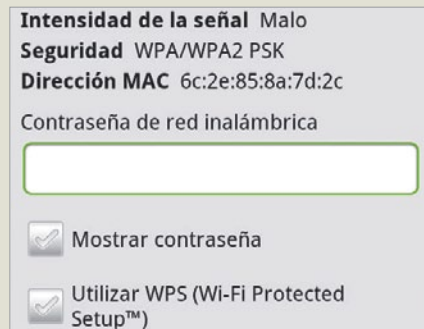 Intensidad de la señal Malo
Seguridad WPA/WPA2 PSK
Dirección MAC 6c:2e:85:8a:7d:2c
Contraseña de red inalámbrica
Mostrar contraseña
Utilizar WPS (Wi-Fi Protected
Setup™)